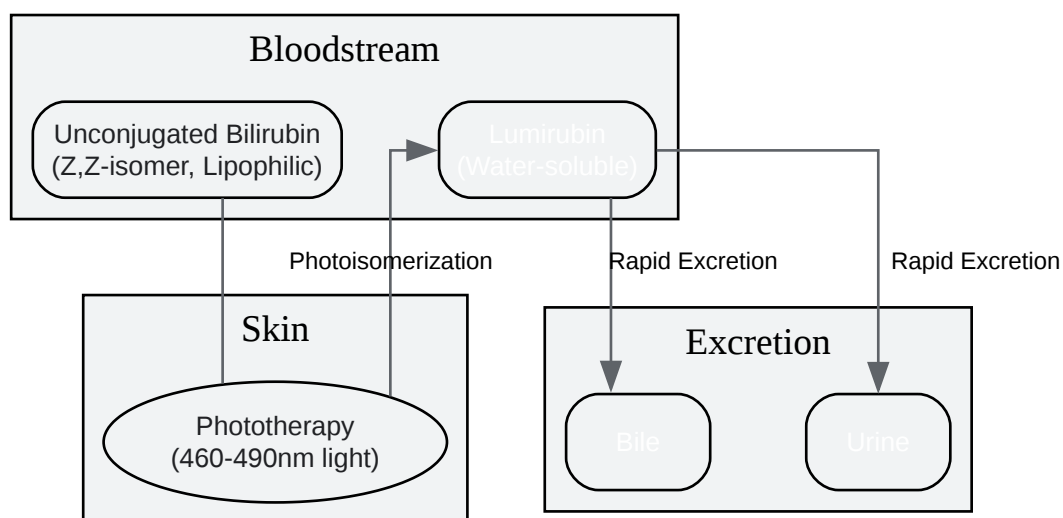 Bloodstream
Unconjugated Bilirubin
(Z,Z-isomer, Lipophilic)
Lumirubin
(Water-soluble)
Photoisomerization
Rapid Excretion
Rapid Excretion
Skin
Phototherapy
(460-490nm light)
Excretion
Bile
Urine